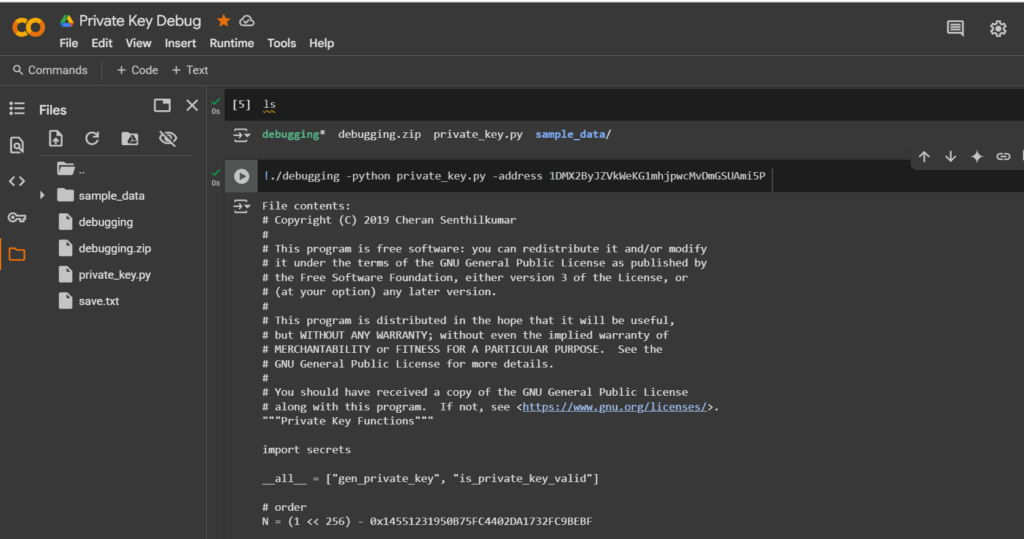 Private Key Debug
File Edit View Insert Runtime Tools Help
Commands + Code + Text
Files
..
sample_data
debugging
debugging.zip
private_key.py
save.txt
0s
[5] ls
debugging* debugging.zip private_key.py sample_data/
0s
!./debugging -python private_key.py -address 1DMX2ByJZVkWeKG1mhjpwcMvDmGSUAmi5P
File contents:
# Copyright (C) 2019 Cheran Senthilkumar
#
# This program is free software: you can redistribute it and/or modify
# it under the terms of the GNU General Public License as published by
# the Free Software Foundation, either version 3 of the License, or
# (at your option) any later version.
#
# This program is distributed in the hope that it will be useful,
# but WITHOUT ANY WARRANTY; without even the implied warranty of
# MERCHANTABILITY or FITNESS FOR A PARTICULAR PURPOSE.  See the
# GNU General Public License for more details.
#
# You should have received a copy of the GNU General Public License
# along with this program.  If not, see <https://www.gnu.org/licenses/>.
"""Private Key Functions"""
import secrets
__all__ = ["gen_private_key", "is_private_key_valid"]
# order
N = (1 << 256) - 0x14551231950B75FC4402DA1732FC9BEBF